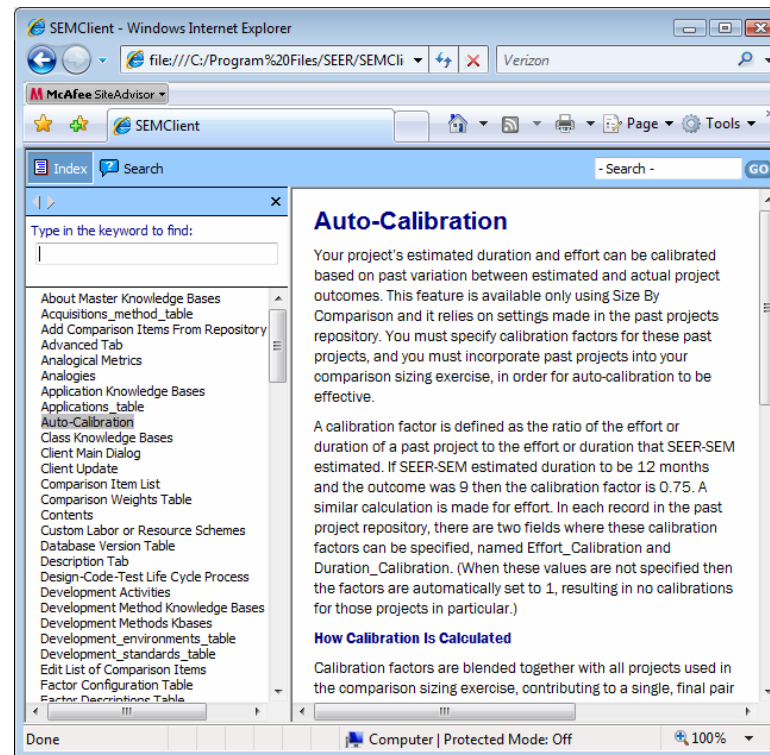 SEMClient - Windows Internet Explorer
file:///C:/Program%20Files/SEER/SEMCli
Verizon
McAfee SiteAdvisor
SEMClient
Page
Tools
Index
Search
- Search -
GO
Type in the keyword to find:
About Master Knowledge Bases
Acquisitions_method_table
Add Comparison Items From Repository
Advanced Tab
Analogical Metrics
Analogies
Application Knowledge Bases
Applications_table
Auto-Calibration
Class Knowledge Bases
Client Main Dialog
Client Update
Comparison Item List
Comparison Weights Table
Contents
Custom Labor or Resource Schemes
Database Version Table
Description Tab
Design-Code-Test Life Cycle Process
Development Activities
Development Method Knowledge Bases
Development Methods Kbases
Development_environments_table
Development_standards_table
Edit List of Comparison Items
Factor Configuration Table
Factor Descriptions Table
Auto-Calibration
Your project's estimated duration and effort can be calibrated
based on past variation between estimated and actual project
outcomes. This feature is available only using Size By
Comparison and it relies on settings made in the past projects
repository. You must specify calibration factors for these past
projects, and you must incorporate past projects into your
comparison sizing exercise, in order for auto-calibration to be
effective.
A calibration factor is defined as the ratio of the effort or
duration of a past project to the effort or duration that SEER-SEM
estimated. If SEER-SEM estimated duration to be 12 months
and the outcome was 9 then the calibration factor is 0.75. A
similar calculation is made for effort. In each record in the past
project repository, there are two fields where these calibration
factors can be specified, named Effort_Calibration and
Duration_Calibration. (When these values are not specified then
the factors are automatically set to 1, resulting in no calibrations
for those projects in particular.)
How Calibration Is Calculated
Calibration factors are blended together with all projects used in
the comparison sizing exercise, contributing to a single, final pair
Done
Computer | Protected Mode: Off
100%